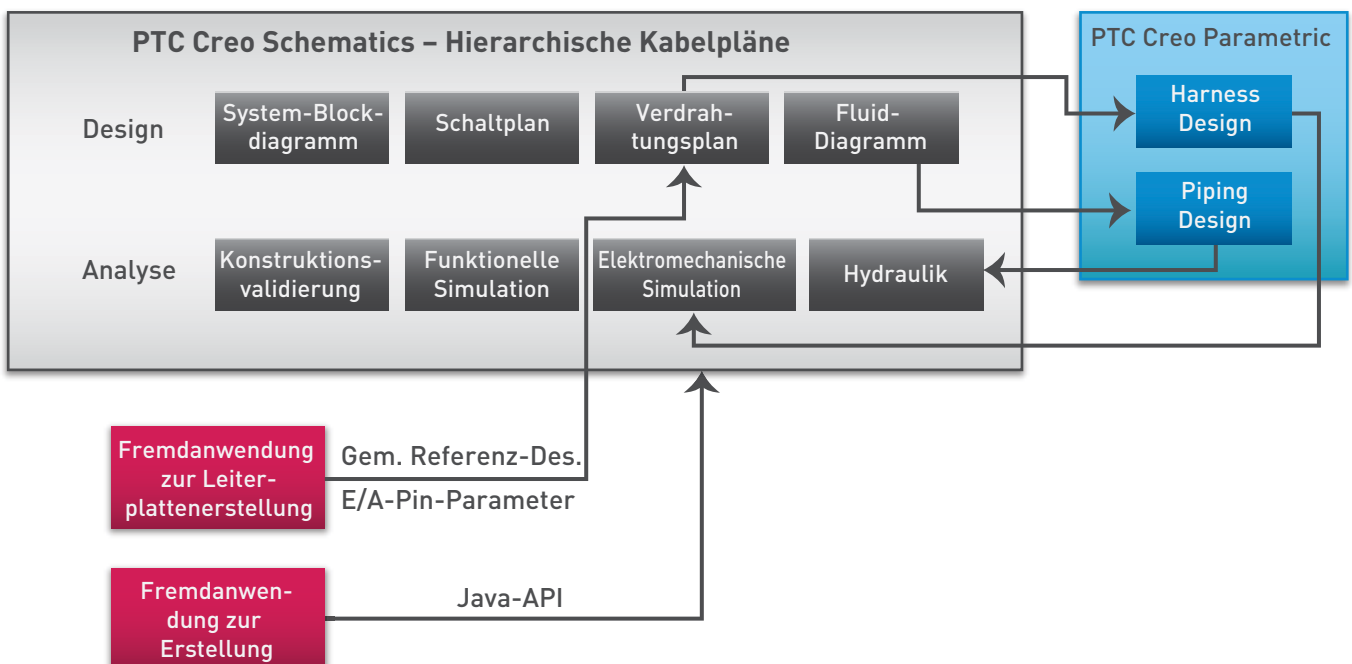 PTC Creo Schematics – Hierarchische Kabelpläne
PTC Creo Parametric
Design
System-Block-
diagramm
Schaltplan
Verdrah-
tungsplan
Fluid-
Diagramm
Harness
Design
Piping
Design
Analyse
Konstruktions-
validierung
Funktionelle
Simulation
Elektromechanische
Simulation
Hydraulik
Fremdanwendung
zur Leiter-
plattenerstellung
Gem. Referenz-Des.
E/A-Pin-Parameter
Fremdanwen-
dung zur
Erstellung
Java-API